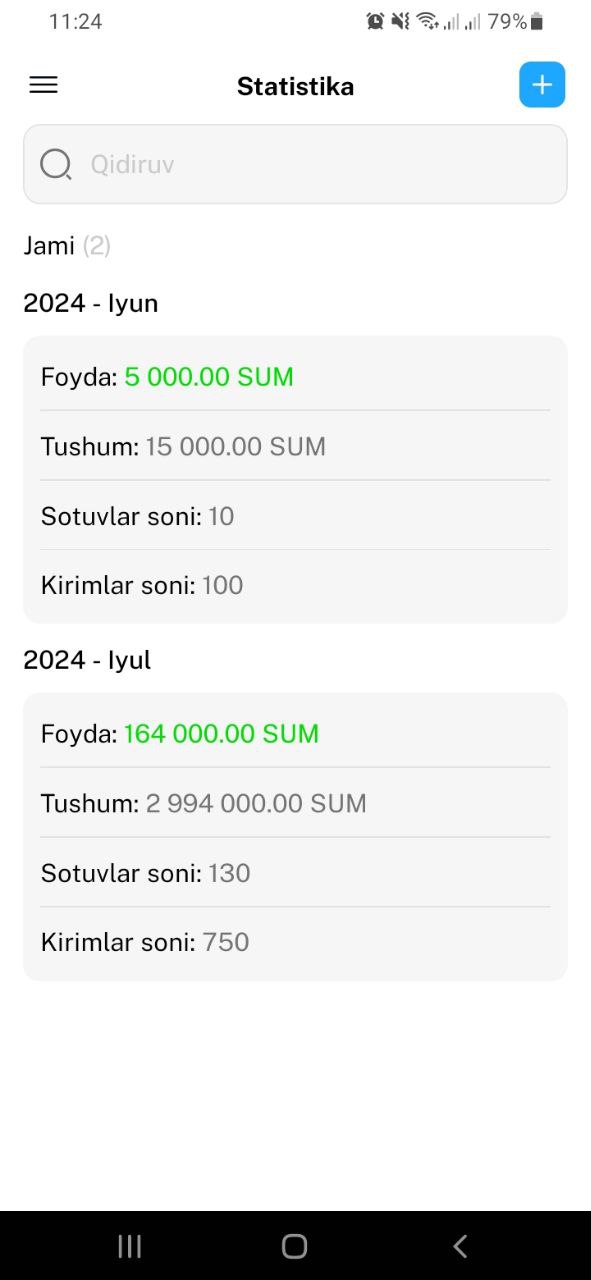 11:24 79%
Statistika
Qidiruv
Jami (2)
2024 - Iyun
Foyda: 5 000.00 SUM
Tushum: 15 000.00 SUM
Sotuvlar soni: 10
Kirimlar soni: 100
2024 - Iyul
Foyda: 164 000.00 SUM
Tushum: 2 994 000.00 SUM
Sotuvlar soni: 130
Kirimlar soni: 750